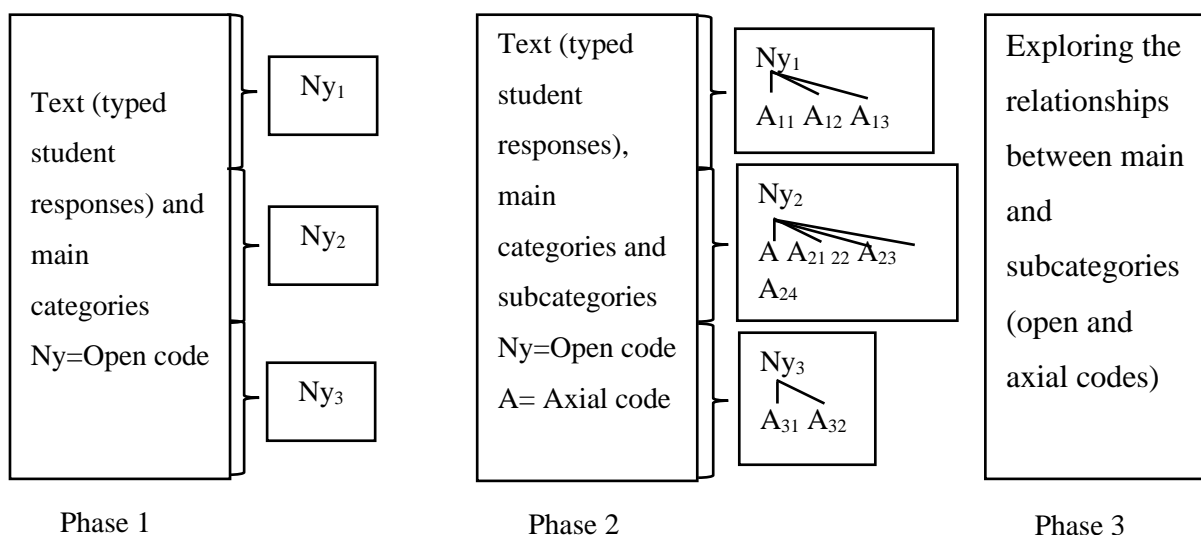 Text (typed
student
responses) and
main
categories
Ny=Open code
Ny₁
Ny₂
Ny₃
Phase 1
Text (typed
student
responses),
main
categories and
subcategories
Ny=Open code
A= Axial code
Ny₁
A₁₁ A₁₂ A₁₃
Ny₂
A A₂₁ ₂₂ A₂₃
A₂₄
Ny₃
A₃₁ A₃₂
Phase 2
Exploring the
relationships
between main
and
subcategories
(open and
axial codes)
Phase 3